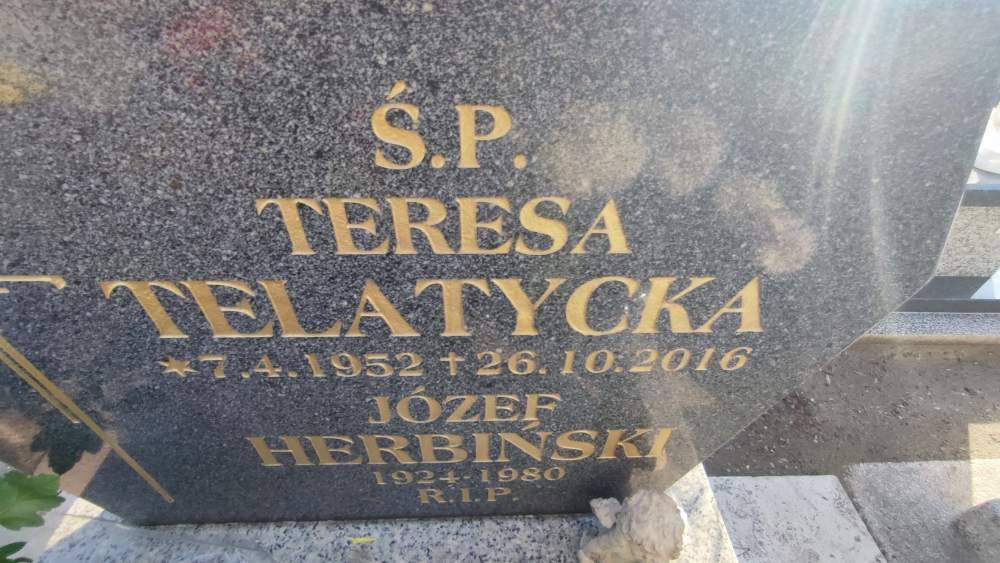 Ś.P.
TERESA
TELATYCKA
★7.4.1952 †26.10.2016
JÓZEF
HERBIŃSKI
1924.1980
R.I.P.